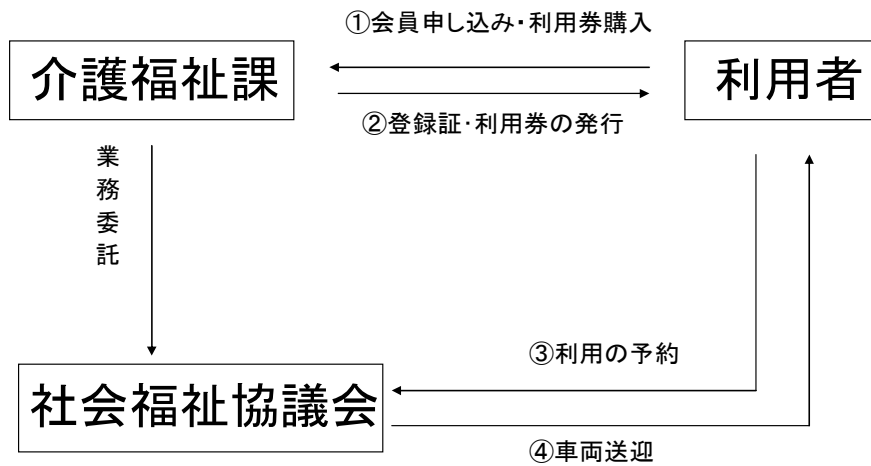 ①会員申し込み・利用券購入
介護福祉課
利用者
②登録証・利用券の発行
業務委託
③利用の予約
社会福祉協議会
④車両送迎